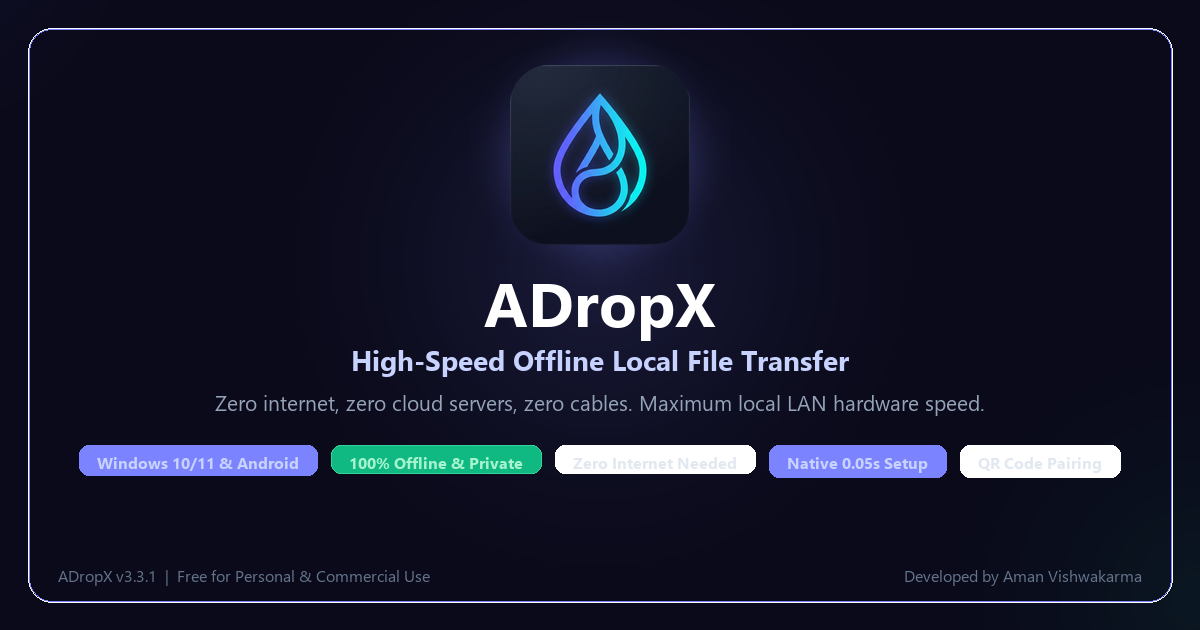 ADropX
High-Speed Offline Local File Transfer
Zero internet, zero cloud servers, zero cables. Maximum local LAN hardware speed.
Windows 10/11 & Android
100% Offline & Private
Zero Internet Needed
Native 0.05s Setup
QR Code Pairing
ADropX v3.3.1 | Free for Personal & Commercial Use
Developed by Aman Vishwakarma